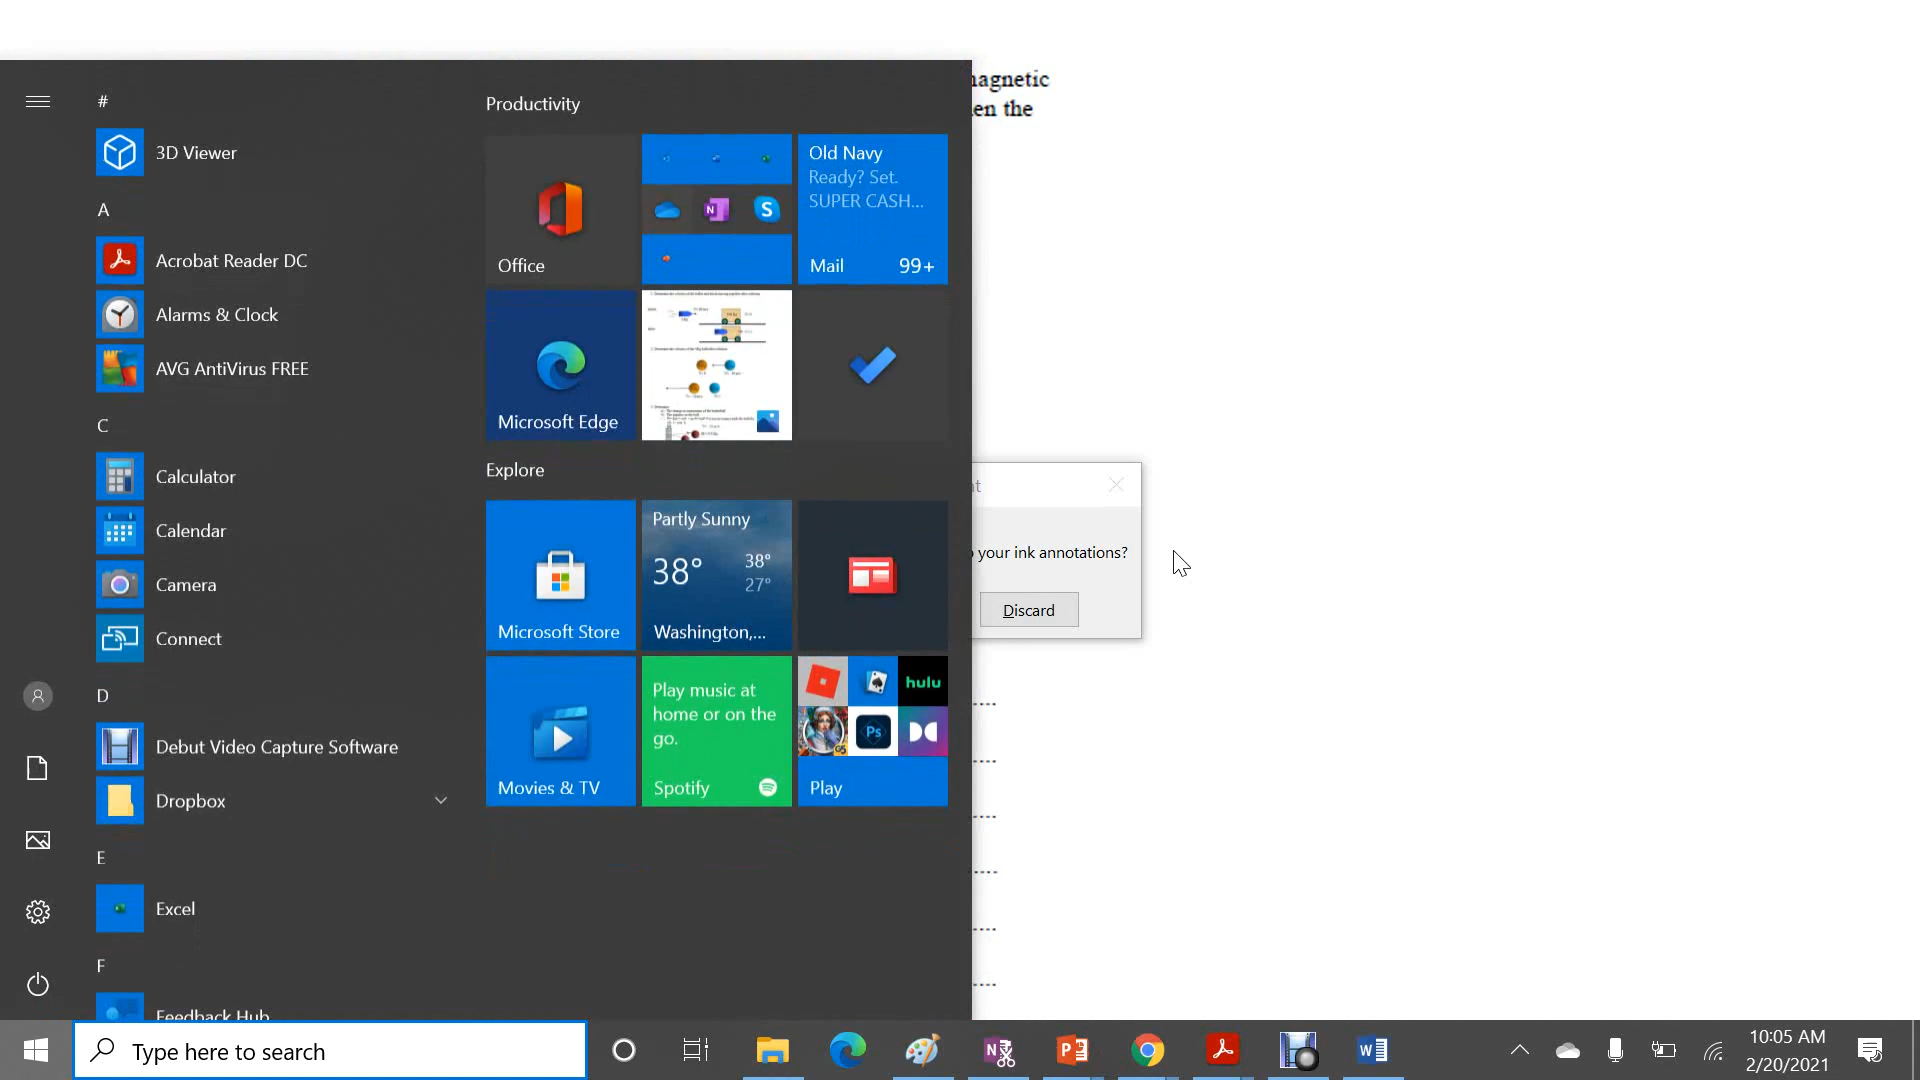 #
3D Viewer
A
Acrobat Reader DC
Alarms & Clock
AVG AntiVirus FREE
C
Calculator
Calendar
Camera
Connect
D
Debut Video Capture Software
Dropbox
E
Excel
F
Feedback Hub
Productivity
Office
Old Navy
Ready? Set.
SUPER CASH...
Mail 99+
Microsoft Edge
Explore
Microsoft Store
Partly Sunny
38° 38°
27°
Washington,...
Movies & TV
Play music at
home or on the
go.
Spotify
hulu
Ps
Play
agnetic
en the
your ink annotations?
Discard
Type here to search
10:05 AM
2/20/2021